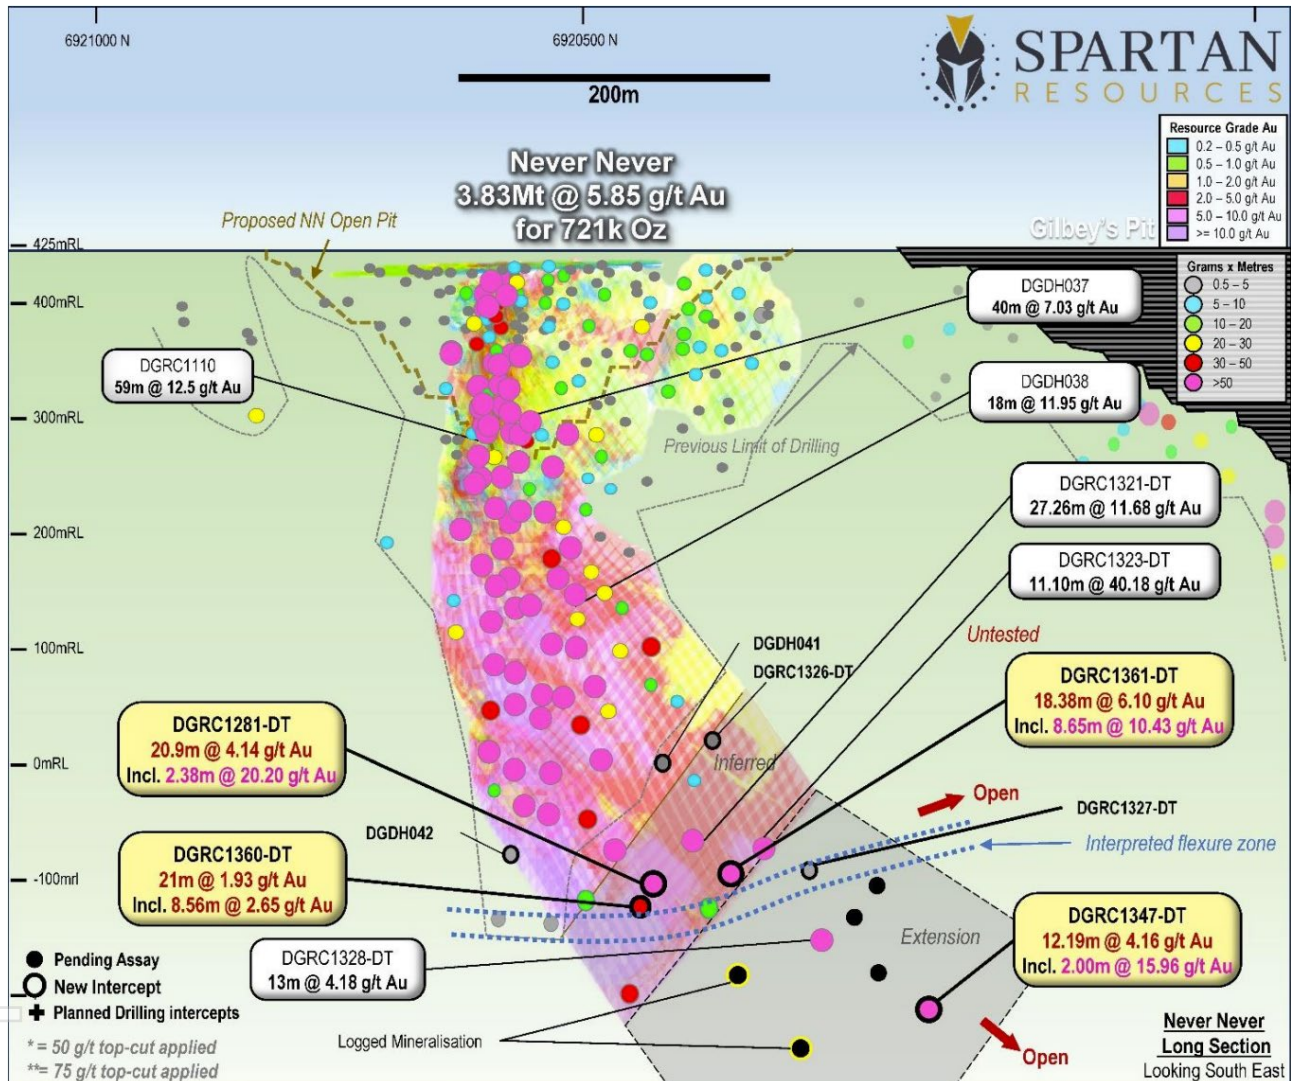 6921000 N
6920500 N
200m
SPARTAN
RESOURCES
Resource Grade Au
0.2 – 0.5 g/t Au
0.5 – 1.0 g/t Au
1.0 – 2.0 g/t Au
2.0 – 5.0 g/t Au
5.0 – 10.0 g/t Au
>= 10.0 g/t Au
Never Never
3.83Mt @ 5.85 g/t Au
for 721k Oz
Proposed NN Open Pit
Gilbey's Pit
425mRL
Grams x Metres
0.5 – 5
5 – 10
10 – 20
20 – 30
30 – 50
>50
DGDH037
40m @ 7.03 g/t Au
400mRL
DGRC1110
59m @ 12.5 g/t Au
DGDH038
18m @ 11.95 g/t Au
300mRL
Previous Limit of Drilling
DGRC1321-DT
27.26m @ 11.68 g/t Au
200mRL
DGRC1323-DT
11.10m @ 40.18 g/t Au
Untested
100mRL
DGDH041
DGRC1326-DT
DGRC1361-DT
18.38m @ 6.10 g/t Au
Incl. 8.65m @ 10.43 g/t Au
DGRC1281-DT
20.9m @ 4.14 g/t Au
Incl. 2.38m @ 20.20 g/t Au
0mRL
Inferred
Open
DGRC1327-DT
DGDH042
Interpreted flexure zone
DGRC1360-DT
21m @ 1.93 g/t Au
Incl. 8.56m @ 2.65 g/t Au
-100mrl
DGRC1347-DT
12.19m @ 4.16 g/t Au
Incl. 2.00m @ 15.96 g/t Au
Extension
DGRC1328-DT
13m @ 4.18 g/t Au
Pending Assay
New Intercept
Planned Drilling intercepts
* = 50 g/t top-cut applied
**= 75 g/t top-cut applied
Logged Mineralisation
Open
Never Never
Long Section
Looking South East